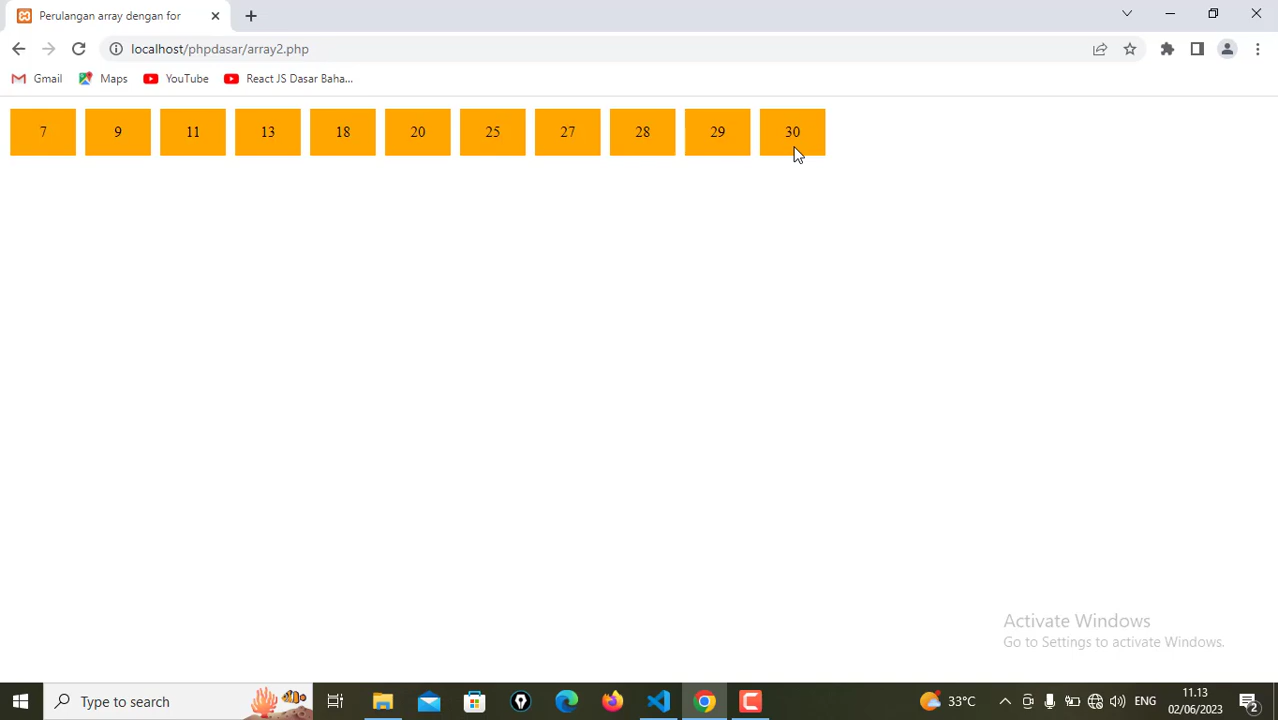 Perulangan array dengan for
localhost/phpdasar/array2.php
Gmail Maps YouTube React JS Dasar Baha...
7 9 11 13 18 20 25 27 28 29 30
Activate Windows
Go to Settings to activate Windows.
Type to search
33°C
ENG
11.13
02/06/2023
2